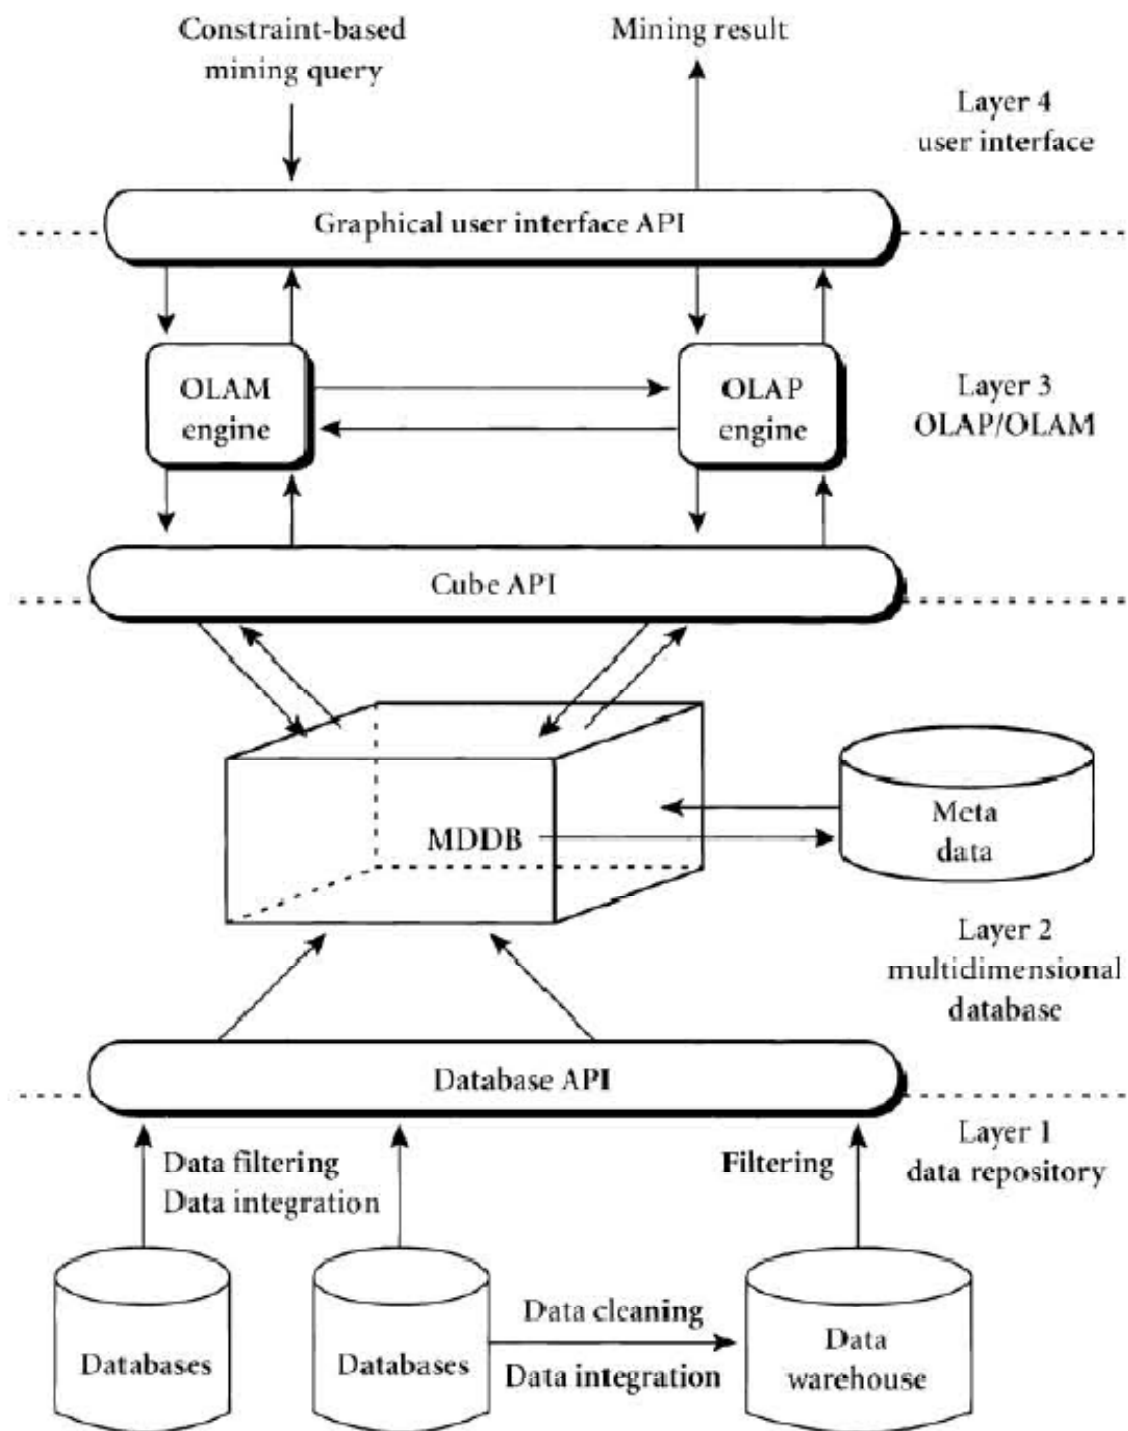 Constraint-based
mining query
Mining result
Layer 4
user interface
Graphical user interface API
OLAM
engine
OLAP
engine
Layer 3
OLAP/OLAM
Cube API
MDDB
Meta
data
Layer 2
multidimensional
database
Database API
Layer 1
data repository
Data filtering
Data integration
Filtering
Databases
Databases
Data cleaning
Data integration
Data
warehouse